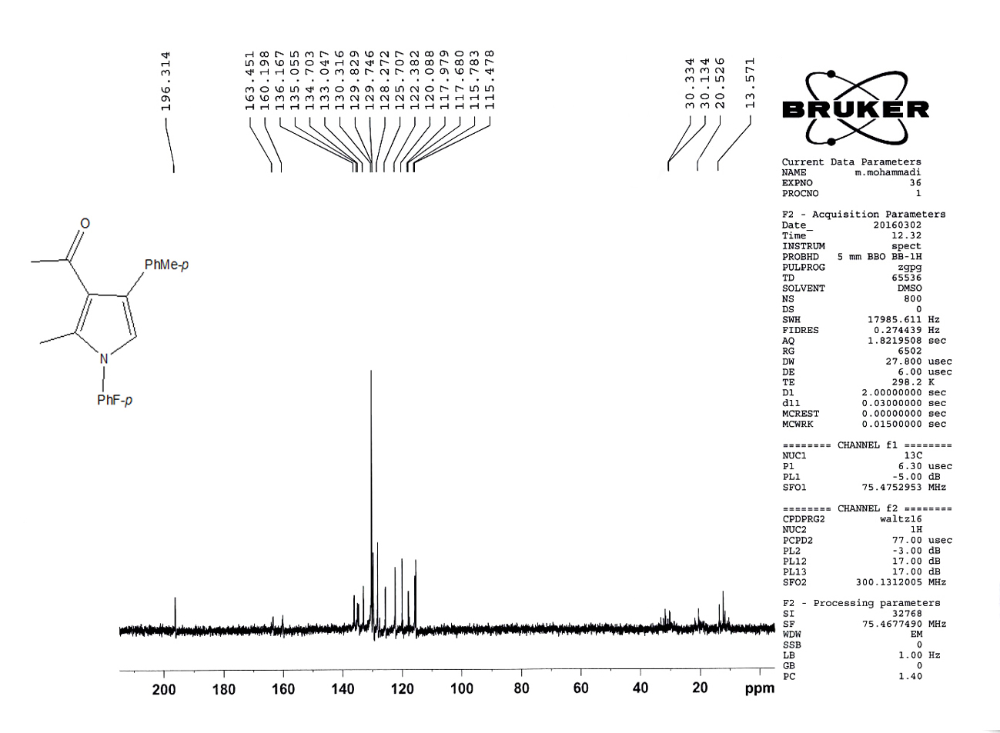 196.314
163.451
160.198
136.167
135.055
134.703
133.047
130.316
129.829
129.746
128.272
125.707
122.382
120.088
117.979
117.680
115.783
115.478
30.334
30.134
20.526
13.571
BRUKER
O
PhMe-p
N
PhF-p
Current Data Parameters
NAME m.mohammadi
EXPNO 36
PROCNO 1
F2 - Acquisition Parameters
Date_ 20160302
Time 12.32
INSTRUM spect
PROBHD 5 mm BBO BB-1H
PULPROG zgpg
TD 65536
SOLVENT DMSO
NS 800
DS 0
SWH 17985.611 Hz
FIDRES 0.274439 Hz
AQ 1.8219508 sec
RG 6502
DW 27.800 usec
DE 6.00 usec
TE 298.2 K
D1 2.00000000 sec
d11 0.03000000 sec
MCREST 0.00000000 sec
MCWRK 0.01500000 sec
======== CHANNEL f1 ========
NUC1 13C
P1 6.30 usec
PL1 -5.00 dB
SFO1 75.4752953 MHz
======== CHANNEL f2 ========
CPDPRG2 waltz16
NUC2 1H
PCPD2 77.00 usec
PL2 -3.00 dB
PL12 17.00 dB
PL13 17.00 dB
SFO2 300.1312005 MHz
F2 - Processing parameters
SI 32768
SF 75.4677490 MHz
WDW EM
SSB 0
LB 1.00 Hz
GB 0
PC 1.40
200 180 160 140 120 100 80 60 40 20 ppm